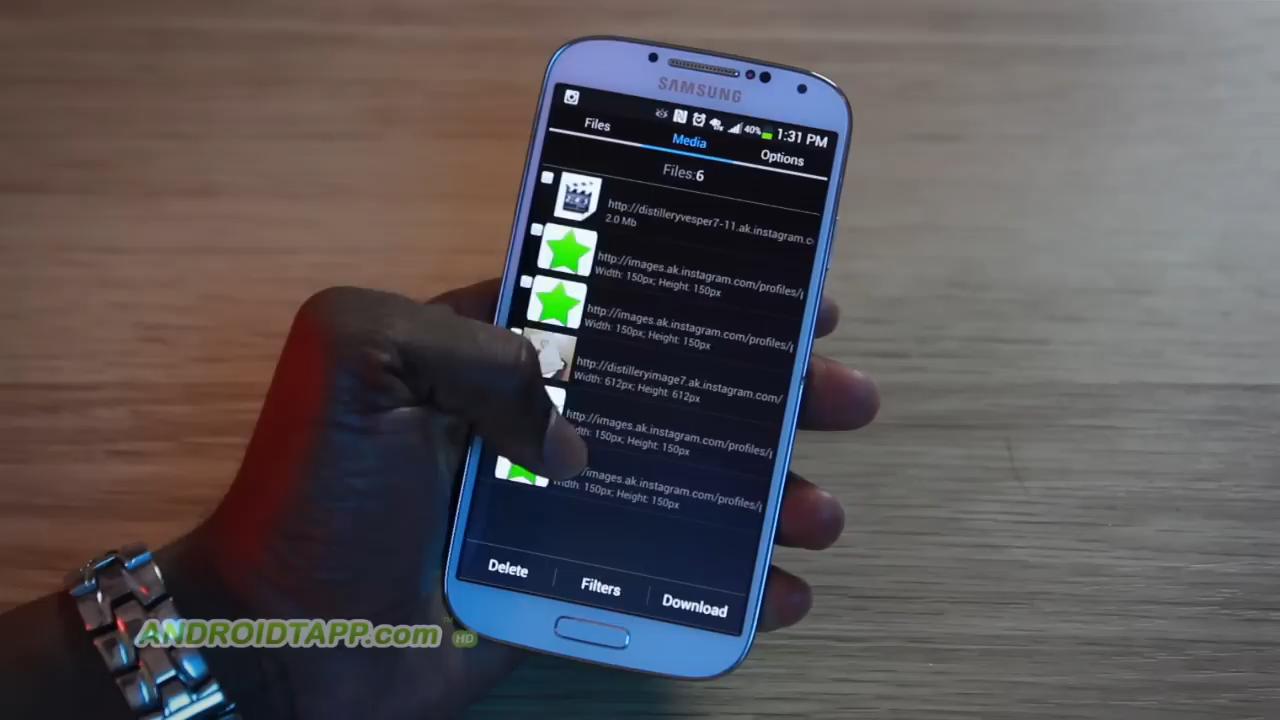 SAMSUNG
40% 1:31 PM
Files Media Options
Files:6
http://distilleryvesper7-11.ak.instagram.c
2.0 Mb
http://images.ak.instagram.com/profiles/
Width: 150px; Height: 150px
http://images.ak.instagram.com/profiles/
Width: 150px; Height: 150px
http://distilleryimage7.ak.instagram.com/
Width: 612px; Height: 612px
http://images.ak.instagram.com/profiles/
150px; Height: 150px
/images.ak.instagram.com/profiles/
Width: 150px; Height: 150px
Delete Filters Download
ANDROIDTAPP.com HD